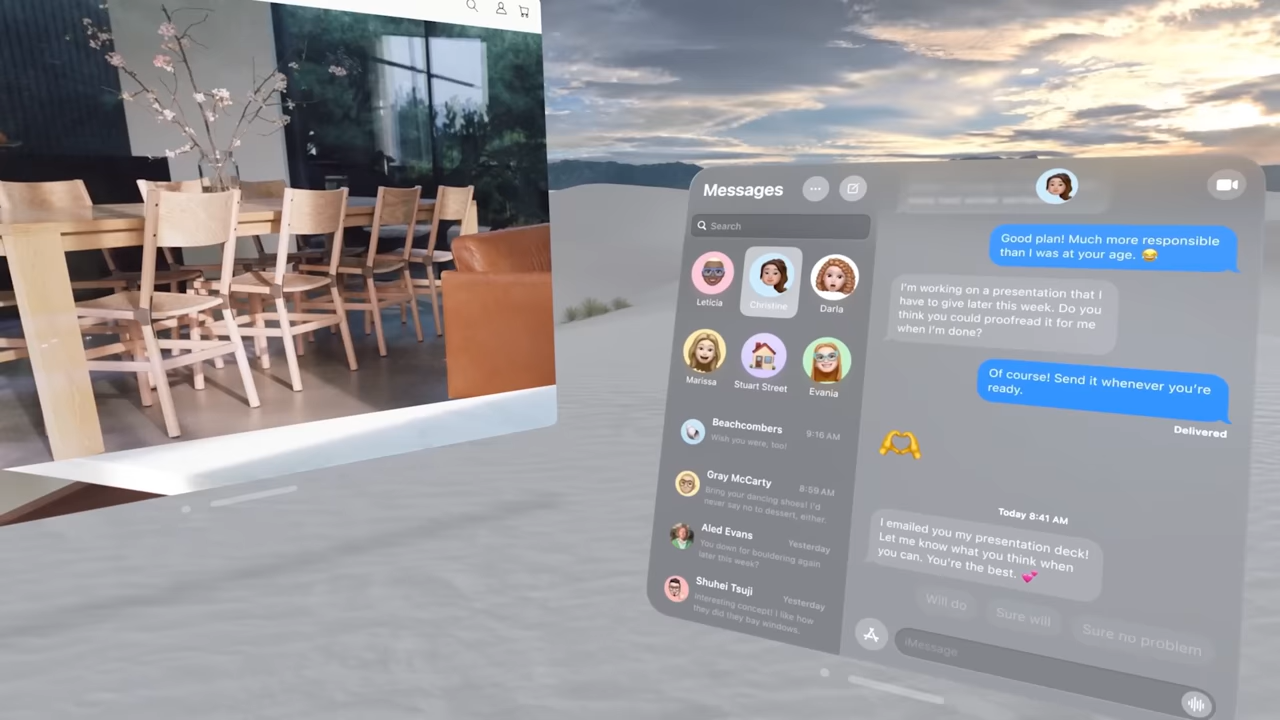 Messages
Search
Leticia
Christine
Darla
Marissa
Stuart Street
Evania
Beachcombers
9:16 AM
Wish you were, too!
Gray McCarty
8:59 AM
Bring your dancing shoes! I'd
never say no to dessert, either.
Aled Evans
Yesterday
You down for bouldering again
later this week?
Shuhei Tsuji
Yesterday
Interesting concept! I like how
they did they bay windows.
Good plan! Much more responsible
than I was at your age. 😂
I'm working on a presentation that I
have to give later this week. Do you
think you could proofread it for me
when I'm done?
Of course! Send it whenever you're
ready.
Delivered
Today 8:41 AM
I emailed you my presentation deck!
Let me know what you think when
you can. You're the best. 💕
Will do
Sure will
Sure no problem
iMessage